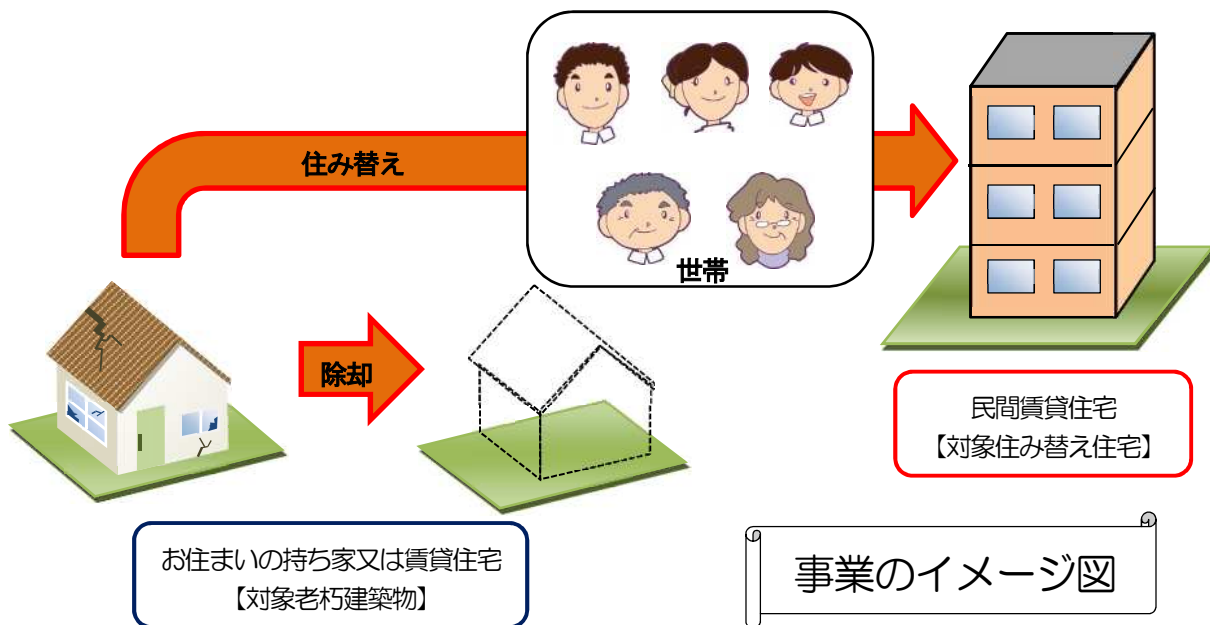 住み替え
世帯
除却
民間賃貸住宅
【対象住み替え住宅】
お住まいの持ち家又は賃貸住宅
【対象老朽建築物】
事業のイメージ図